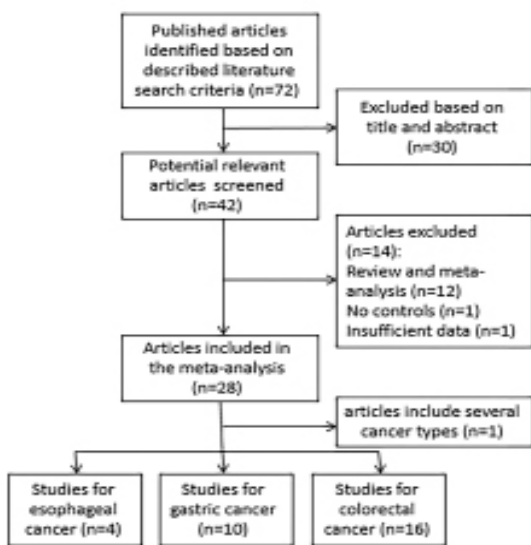 Published articles
identified based on
described literature
search criteria (n=72)
Excluded based on
title and abstract
(n=30)
Potential relevant
articles screened
(n=42)
Articles excluded
(n=14):
Review and meta-
analysis (n=12)
No controls (n=1)
Insufficient data (n=1)
Articles included in
the meta-analysis
(n=28)
articles include several
cancer types (n=1)
Studies for
esophageal
cancer (n=4)
Studies for
gastric cancer
(n=10)
Studies for
colorectal
cancer (n=16)